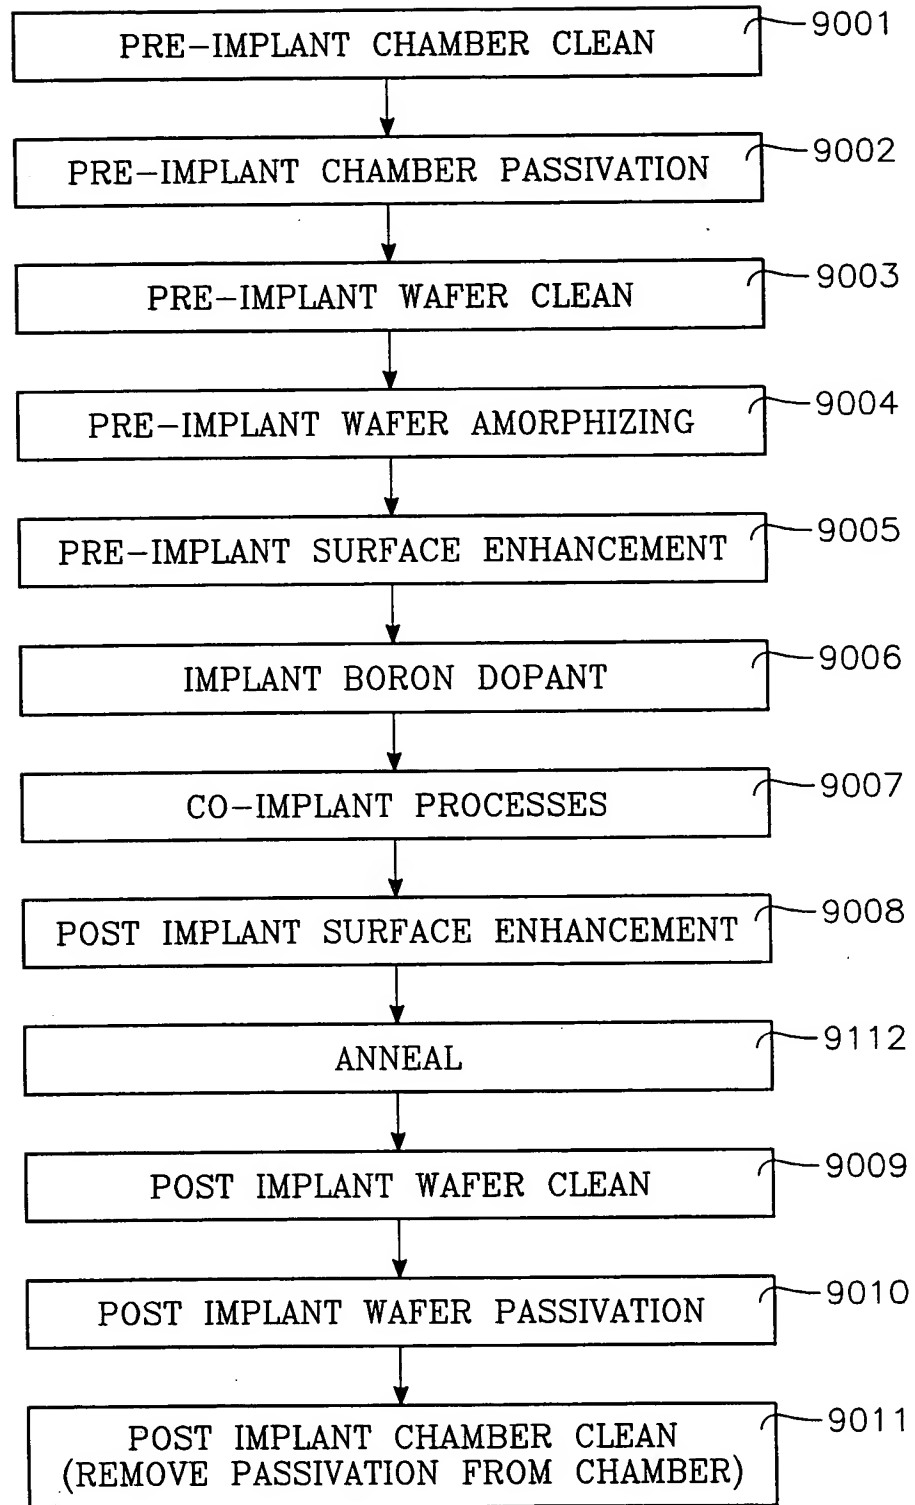 PRE-IMPLANT CHAMBER CLEAN 9001
PRE-IMPLANT CHAMBER PASSIVATION 9002
PRE-IMPLANT WAFER CLEAN 9003
PRE-IMPLANT WAFER AMORPHIZING 9004
PRE-IMPLANT SURFACE ENHANCEMENT 9005
IMPLANT BORON DOPANT 9006
CO-IMPLANT PROCESSES 9007
POST IMPLANT SURFACE ENHANCEMENT 9008
ANNEAL 9112
POST IMPLANT WAFER CLEAN 9009
POST IMPLANT WAFER PASSIVATION 9010
POST IMPLANT CHAMBER CLEAN 9011
(REMOVE PASSIVATION FROM CHAMBER)